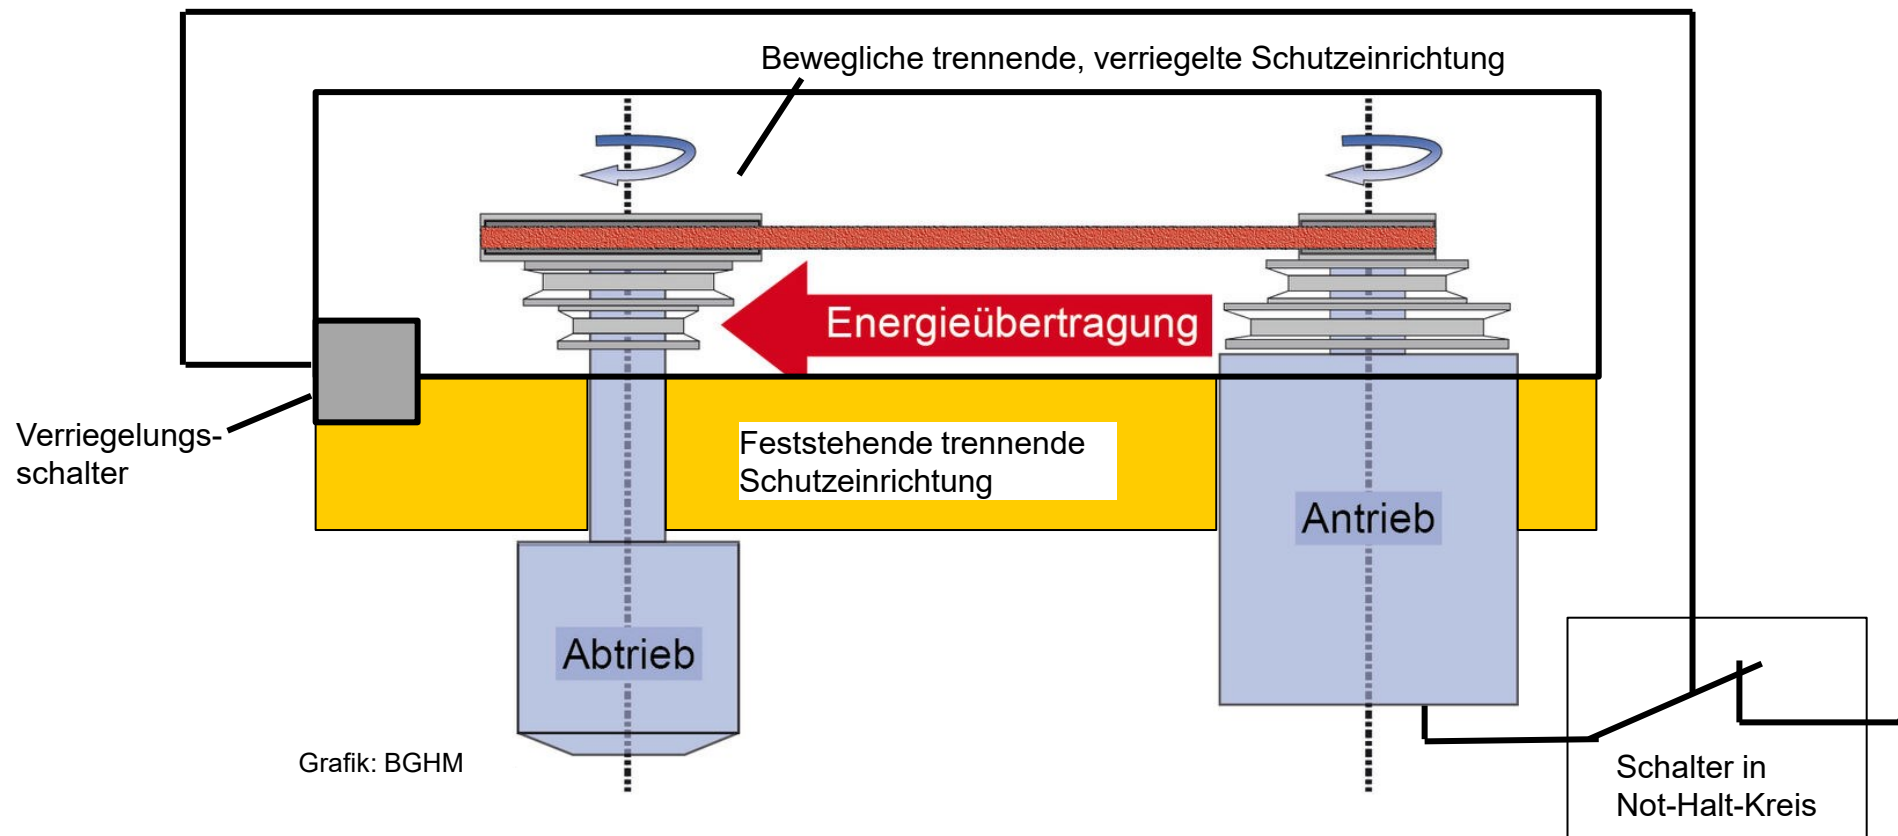 Bewegliche trennende, verriegelte Schutzeinrichtung
Energieübertragung
Verriegelungs-
schalter
Feststehende trennende
Schutzeinrichtung
Antrieb
Abtrieb
Grafik: BGHM
Schalter in
Not-Halt-Kreis